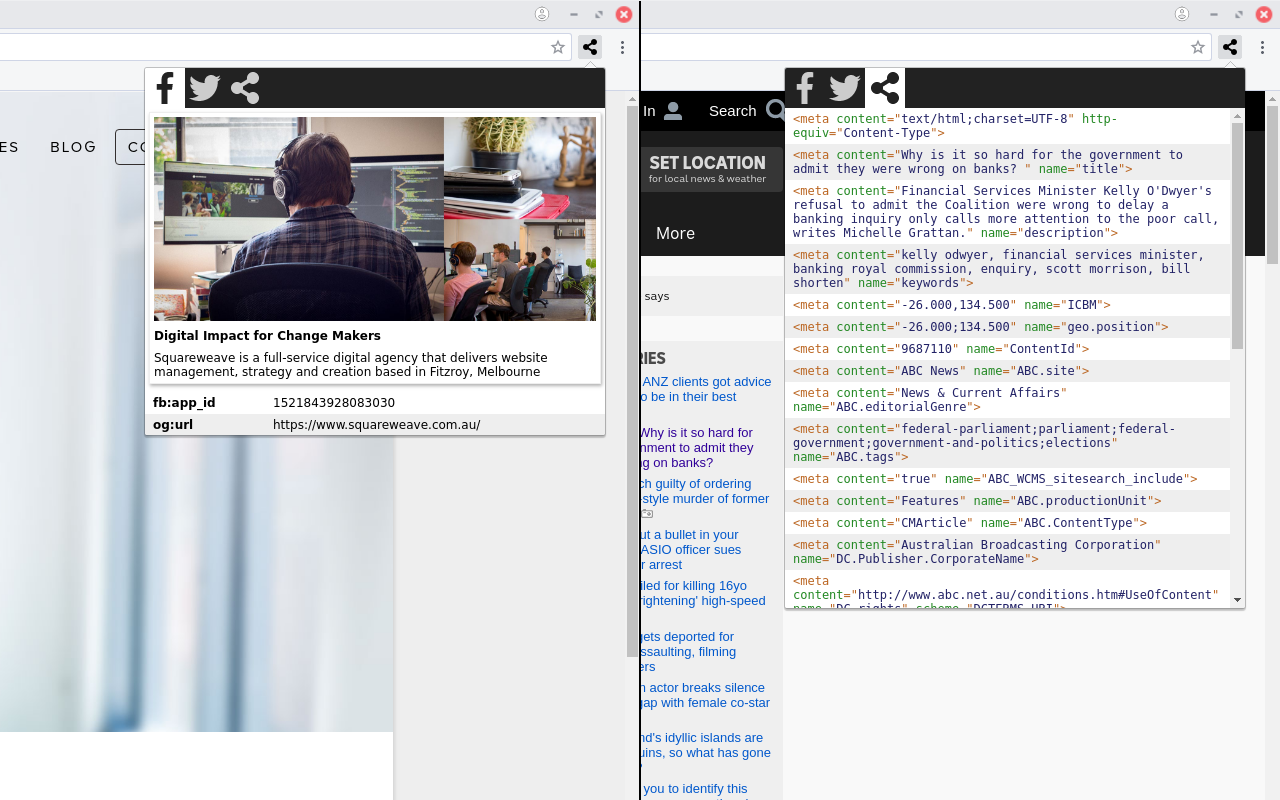 ES BLOG CO
Digital Impact for Change Makers
Squareweave is a full-service digital agency that delivers website
management, strategy and creation based in Fitzroy, Melbourne
fb:app_id 1521843928083030
og:url https://www.squareweave.com.au/
In Search
SET LOCATION
for local news & weather
More
says
RIES
ANZ clients got advice
o be in their best
Why is it so hard for
nment to admit they
g on banks?
ch guilty of ordering
-style murder of former
ut a bullet in your
ASIO officer sues
r arrest
iled for killing 16yo
rightening' high-speed
gets deported for
ssaulting, filming
ers
n actor breaks silence
gap with female co-star
nd's idyllic islands are
uins, so what has gone
you to identify this
<meta content="text/html;charset=UTF-8" http-
equiv="Content-Type">
<meta content="Why is it so hard for the government to
admit they were wrong on banks? " name="title">
<meta content="Financial Services Minister Kelly O'Dwyer's
refusal to admit the Coalition were wrong to delay a
banking inquiry only calls more attention to the poor call,
writes Michelle Grattan." name="description">
<meta content="kelly odwyer, financial services minister,
banking royal commission, enquiry, scott morrison, bill
shorten" name="keywords">
<meta content="-26.000,134.500" name="ICBM">
<meta content="-26.000;134.500" name="geo.position">
<meta content="9687110" name="ContentId">
<meta content="ABC News" name="ABC.site">
<meta content="News & Current Affairs"
name="ABC.editorialGenre">
<meta content="federal-parliament;parliament;federal-
government;government-and-politics;elections"
name="ABC.tags">
<meta content="true" name="ABC_WCMS_sitesearch_include">
<meta content="Features" name="ABC.productionUnit">
<meta content="CMArticle" name="ABC.ContentType">
<meta content="Australian Broadcasting Corporation"
name="DC.Publisher.CorporateName">
<meta
content="http://www.abc.net.au/conditions.htm#UseOfContent"
name="DC.rights" scheme="DCTERMS.URI">